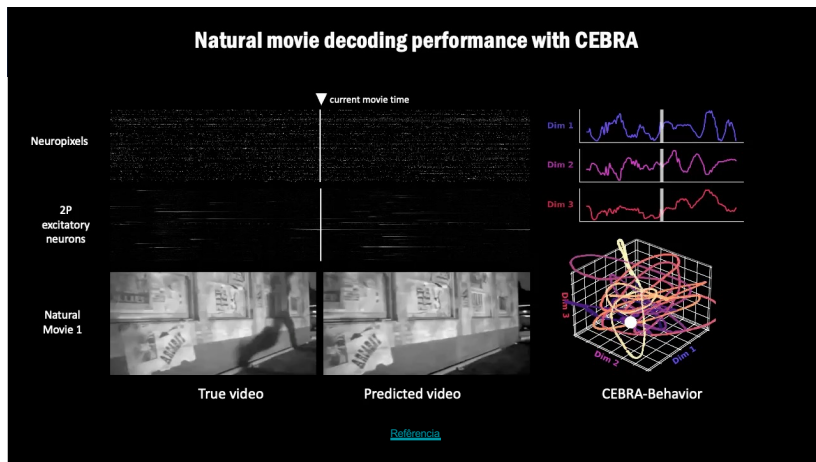 Natural movie decoding performance with CEBRA
current movie time
Neuropixels
2P
excitatory
neurons
Natural
Movie 1
Dim 1
Dim 2
Dim 3
Dim 3
Dim 2
Dim 1
True video
Predicted video
CEBRA-Behavior
Refêrencia